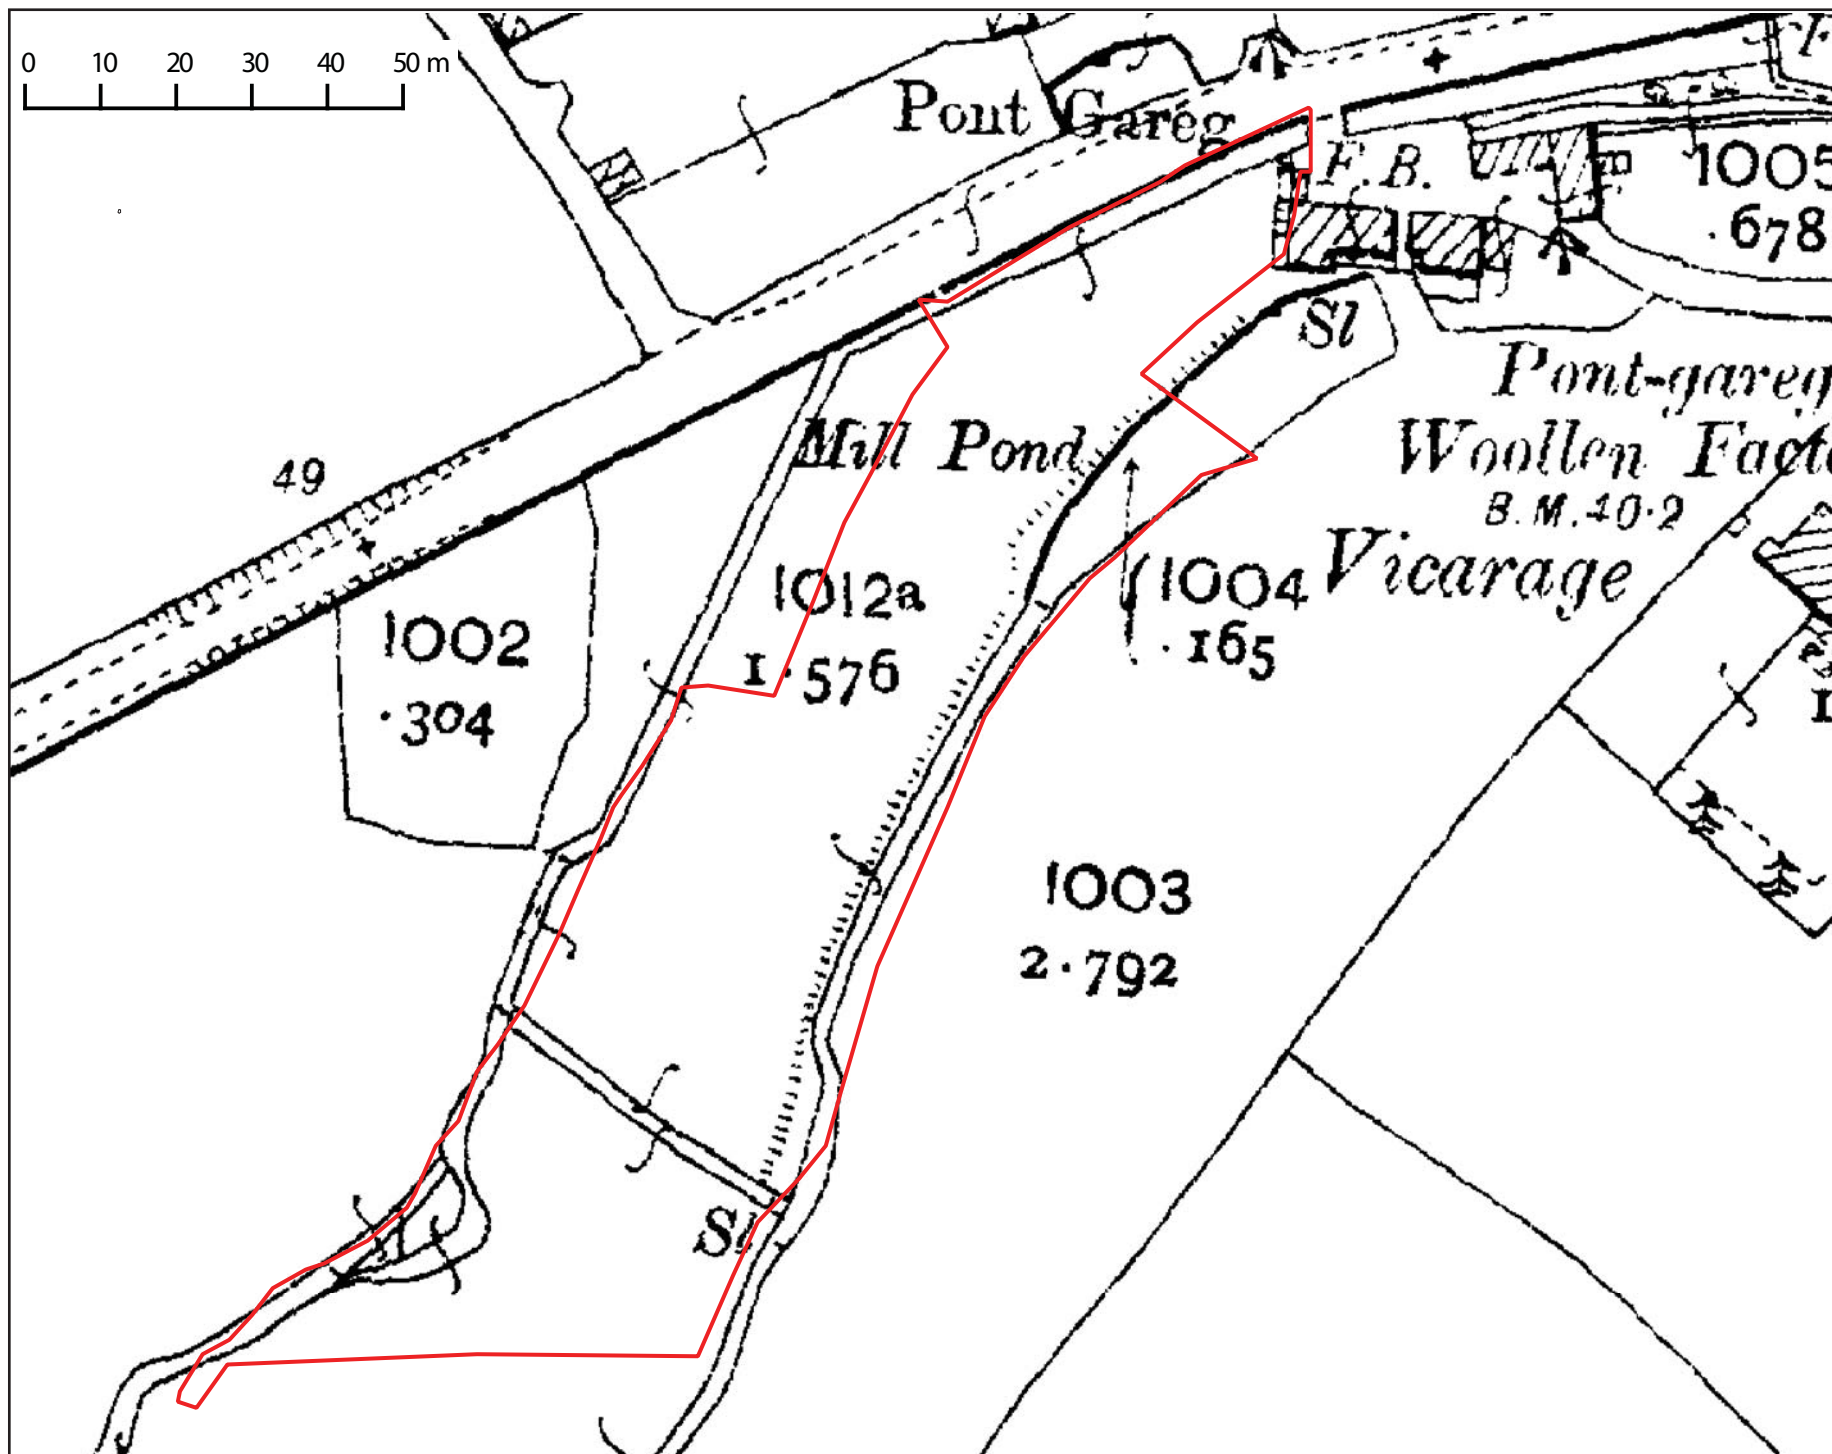 0 10 20 30 40 50 m
Pont Gareg
F.B.
1005
.678
Sl
Pont-gareg
Woollen
B.M.40.2
Mill Pond
49
Vicarage
1012a
1.576
1004
.165
1002
.304
1003
2.792
Sl